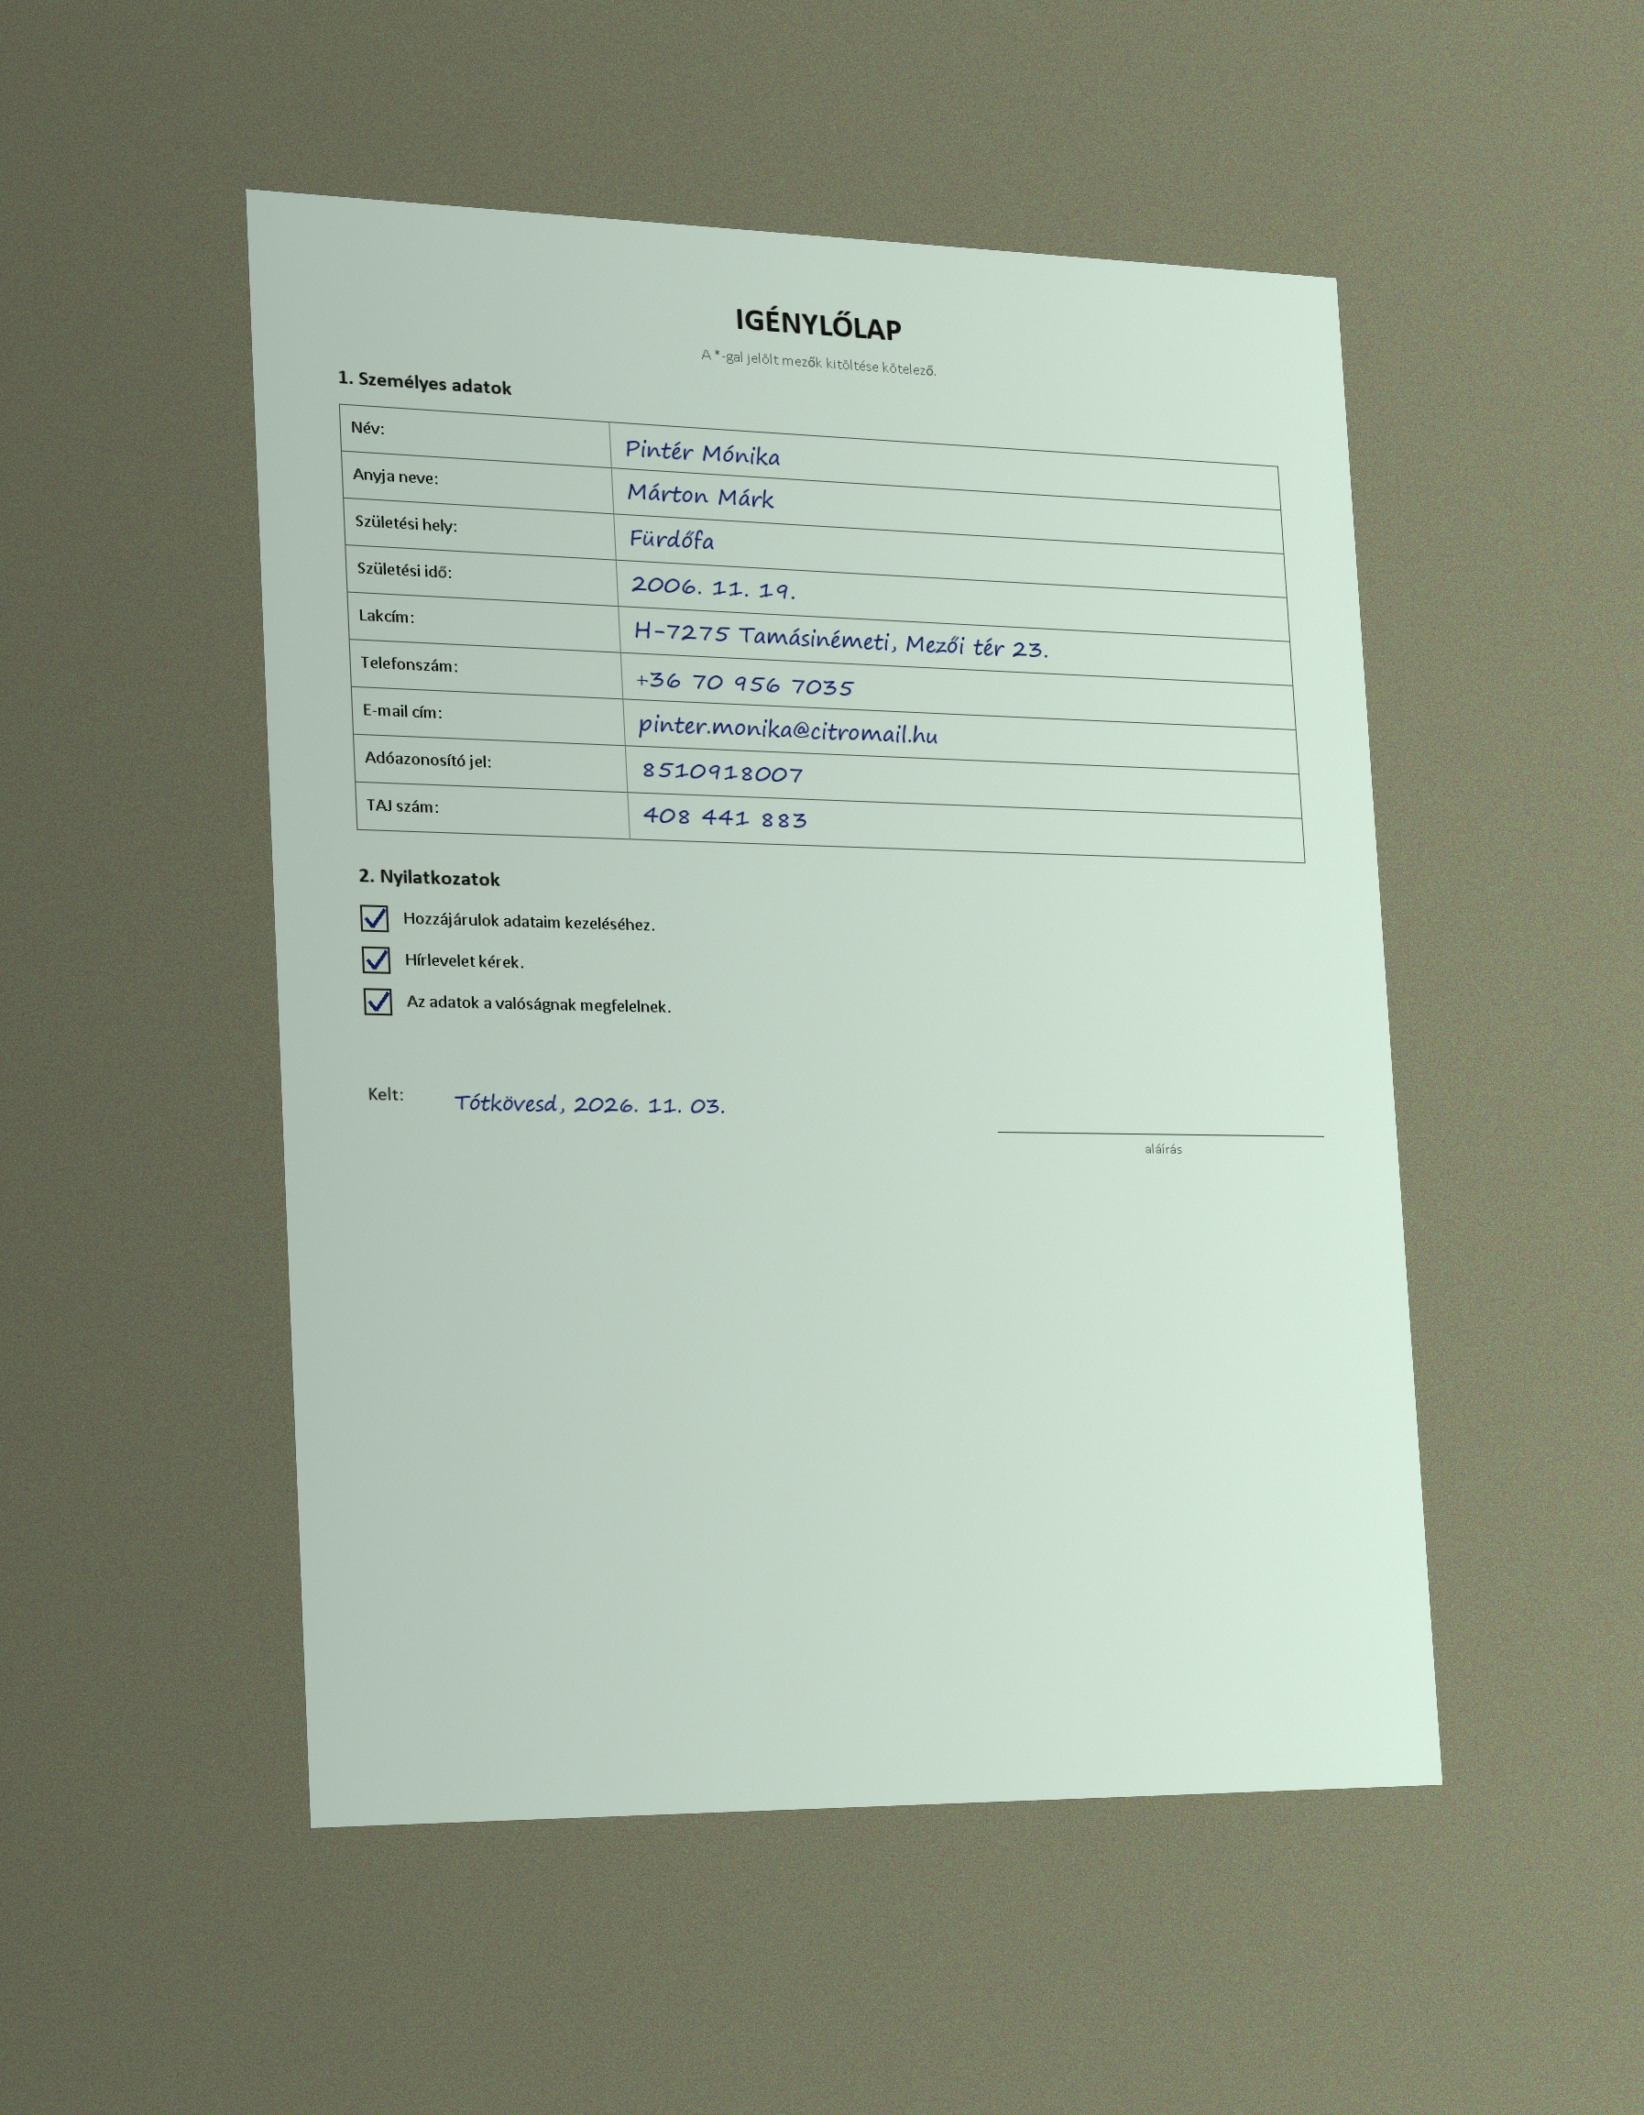 IGÉNYLŐLAP
A *-gal jelölt mezők kitöltése kötelező.
1. Személyes adatok
Név: Pintér Mónika
Anyja neve: Márton Márk
Születési hely: Fürdőfa
Születési idő: 2006. 11. 19.
Lakcím: H-7275 Tamásinémeti, Mezői tér 23.
Telefonszám: +36 70 956 7035
E-mail cím: pinter.monika@citromail.hu
Adóazonosító jel: 8510918007
TAJ szám: 408 441 883
2. Nyilatkozatok
Hozzájárulok adataim kezeléséhez.
Hírlevelet kérek.
Az adatok a valóságnak megfelelnek.
Kelt: Tótkövesd, 2026. 11. 03.
aláírás